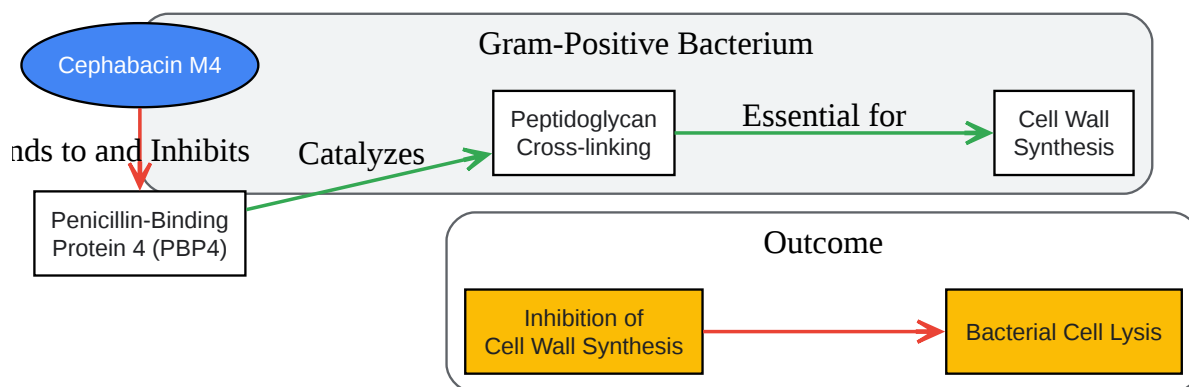 Gram-Positive Bacterium
Cephabacin M4
nds to and Inhibits
Catalyzes
Peptidoglycan
Cross-linking
Essential for
Cell Wall
Synthesis
Penicillin-Binding
Protein 4 (PBP4)
Outcome
Inhibition of
Cell Wall Synthesis
Bacterial Cell Lysis